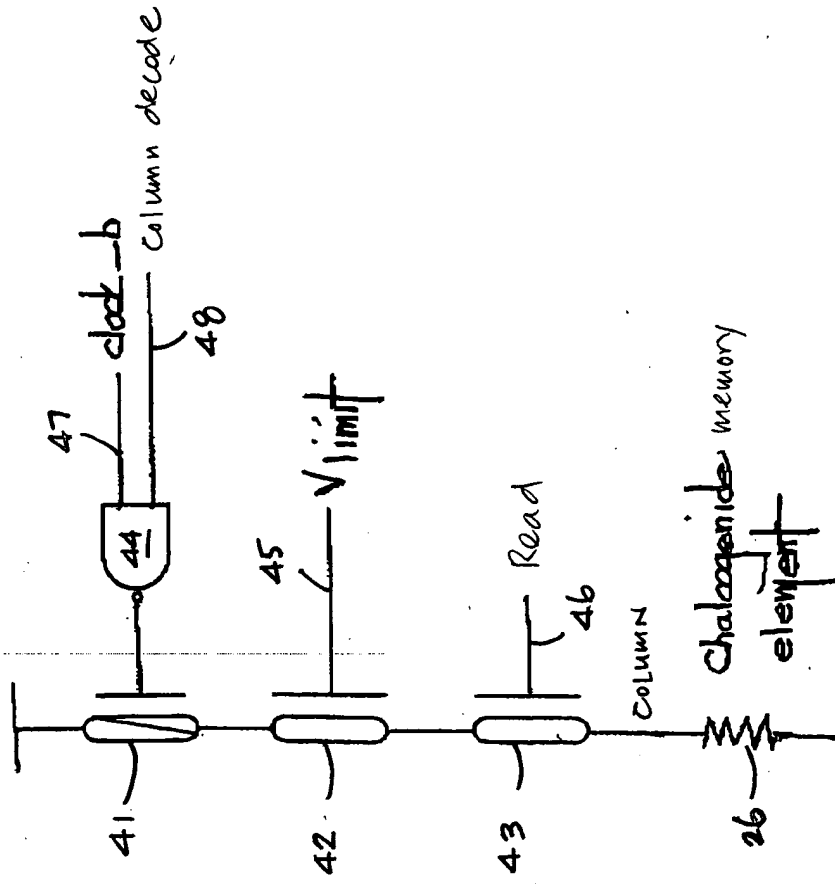 47
clock_b
column decode
48
44
41
45
Vlimit
42
Read
46
43
COLUMN
Chalcogenide memory
element
26